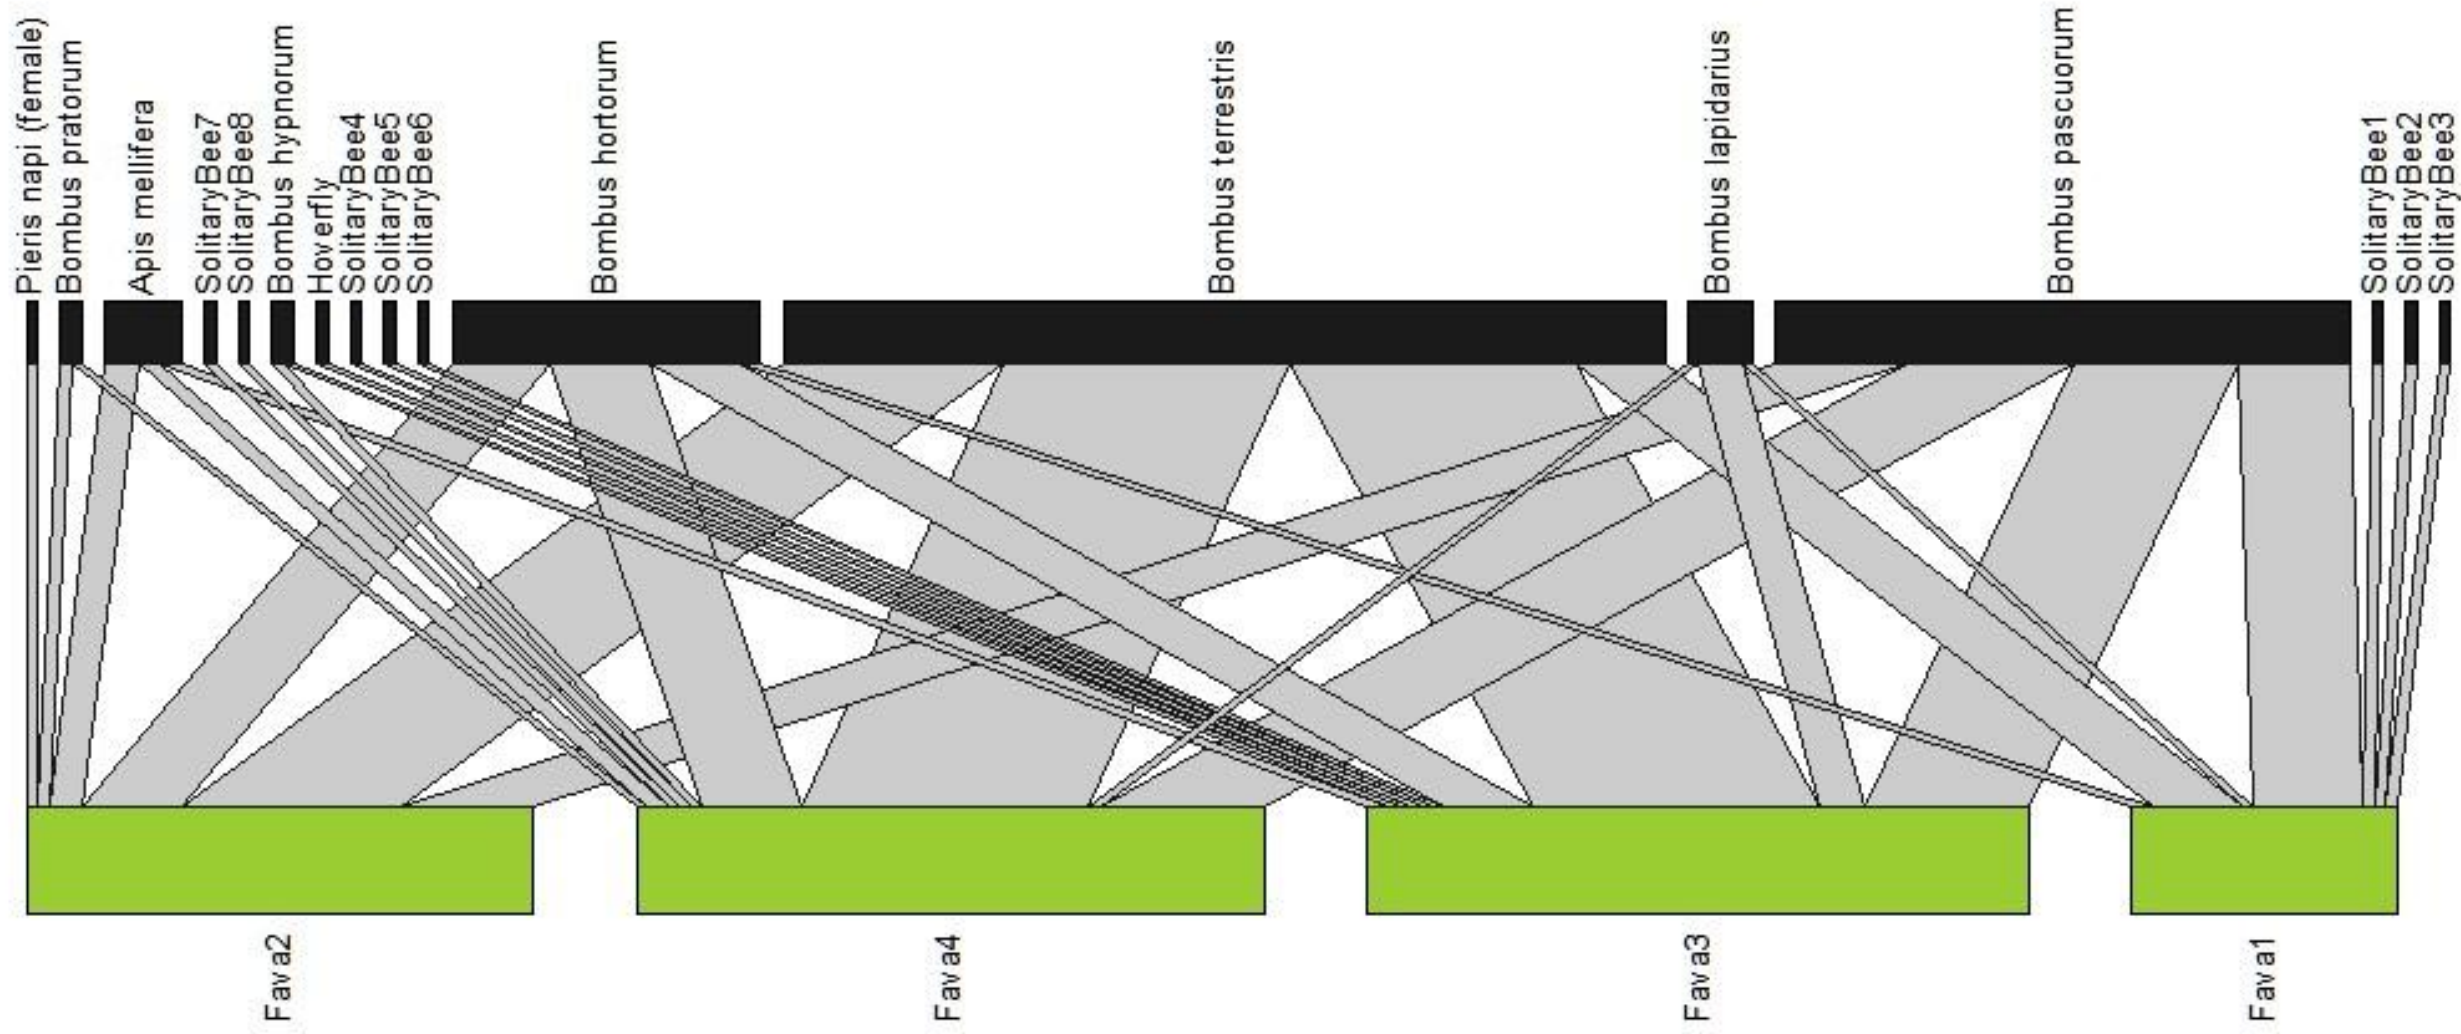 Pieris napi (female)
Bombus pratorum
Apis mellifera
SolitaryBee7
SolitaryBee8
Bombus hypnorum
Hoverfly
SolitaryBee4
SolitaryBee5
SolitaryBee6
Bombus hortorum
Bombus terrestris
Bombus lapidarius
Bombus pascuorum
SolitaryBee1
SolitaryBee2
SolitaryBee3
Fava2
Fava4
Fava3
Fava1